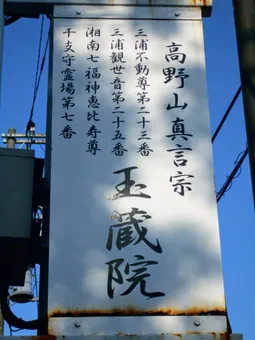 高野山真言宗
玉蔵院
三浦不動尊第二十三番
三浦観世音第二十五番
湘南七福神恵比寿尊
干支守霊場第七番